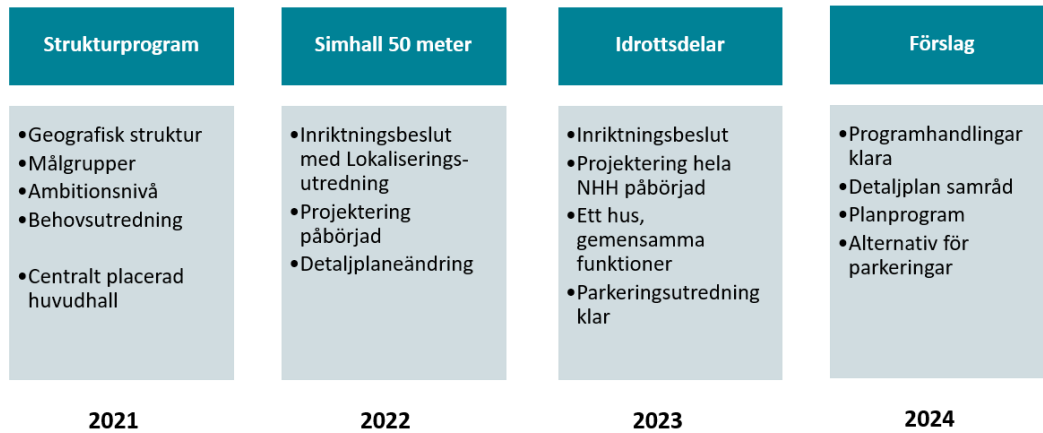 Strukturprogram
•Geografisk struktur
•Målgrupper
•Ambitionsnivå
•Behovsutredning
•Centralt placerad
huvudhall
2021
Simhall 50 meter
•Inriktningsbeslut
med Lokaliserings-
utredning
•Projektering
påbörjad
•Detaljplaneändring
2022
Idrottsdelar
•Inriktningsbeslut
•Projektering hela
NHH påbörjad
•Ett hus,
gemensamma
funktioner
•Parkeringsutredning
klar
2023
Förslag
•Programhandlingar
klara
•Detaljplan samråd
•Planprogram
•Alternativ för
parkeringar
2024